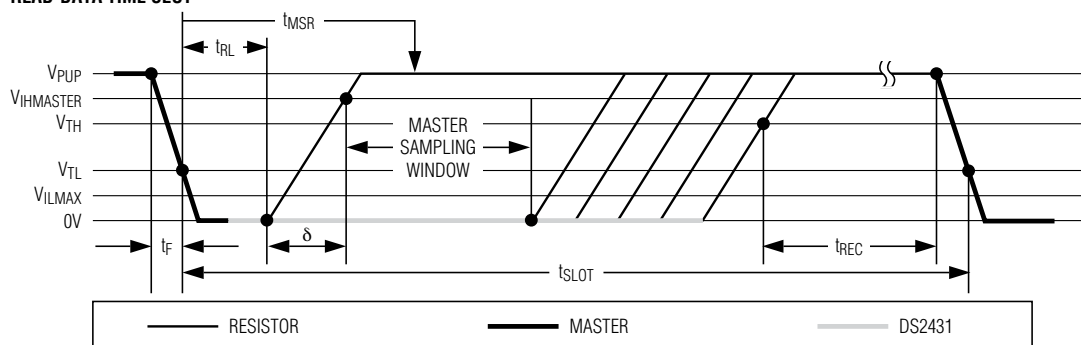 READ-DATA TIME SLOT
tMSR
tRL
VPUP
VIHMASTER
VTH
MASTER
SAMPLING
WINDOW
VTL
VILMAX
0V
tF
δ
tREC
tSLOT
RESISTOR MASTER DS2431